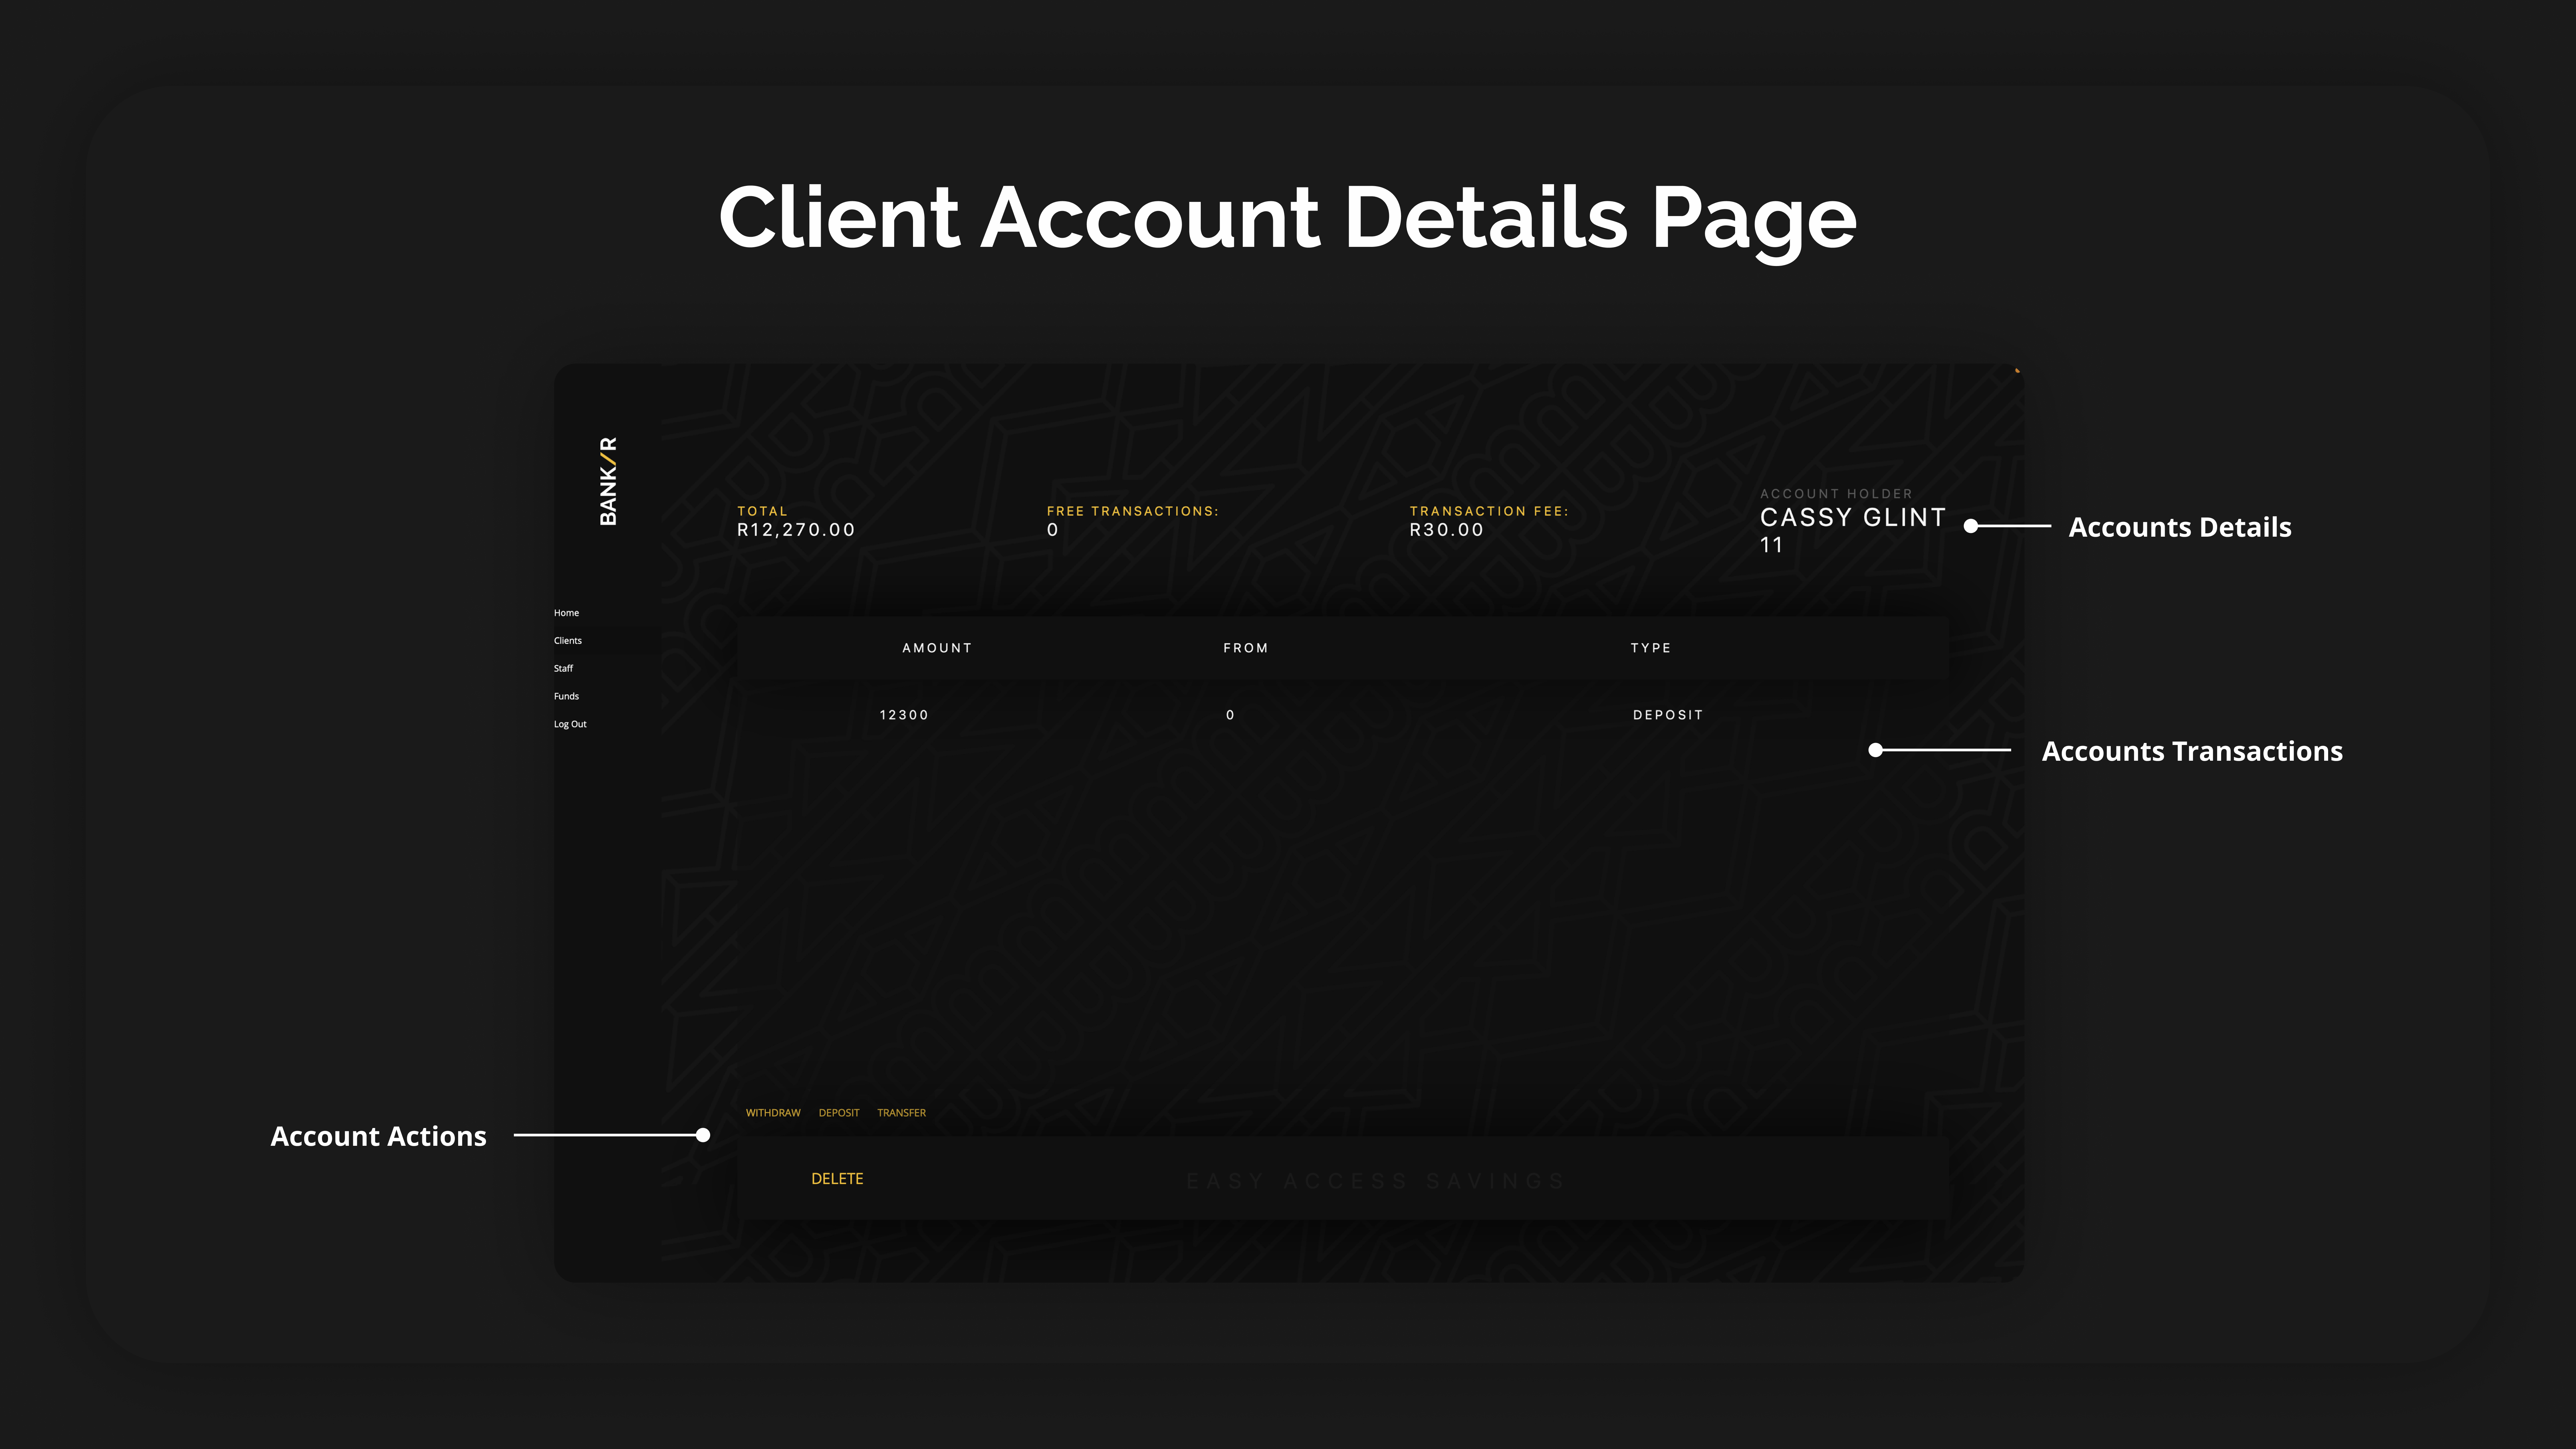 Client Account Details Page
BANK/R
TOTAL
R12,270.00
FREE TRANSACTIONS:
0
TRANSACTION FEE:
R30.00
ACCOUNT HOLDER
CASSY GLINT
11
Accounts Details
Home
Clients
Staff
Funds
Log Out
AMOUNT FROM TYPE
12300 0 DEPOSIT
Accounts Transactions
WITHDRAW DEPOSIT TRANSFER
Account Actions
DELETE
EASY ACCESS SAVINGS